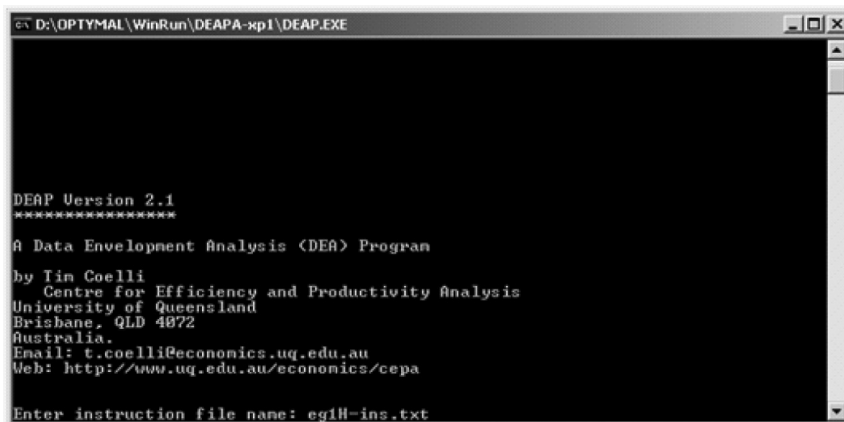 D:\OPTYMAL\WinRun\DEAPA-xp1\DEAP.EXE
DEAP Version 2.1
****************
A Data Envelopment Analysis (DEA) Program
by Tim Coelli
Centre for Efficiency and Productivity Analysis
University of Queensland
Brisbane, QLD 4072
Australia.
Email: t.coelli@economics.uq.edu.au
Web: http://www.uq.edu.au/economics/cepa
Enter instruction file name: eg1H-ins.txt